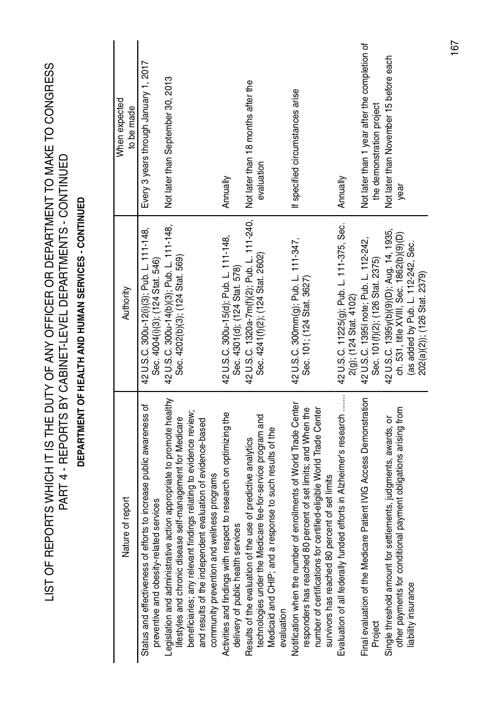 LIST OF REPORTS WHICH IT IS THE DUTY OF ANY OFFICER OR DEPARTMENT TO MAKE TO CONGRESS
PART 4 - REPORTS BY CABINET-LEVEL DEPARTMENTS - CONTINUED
DEPARTMENT OF HEALTH AND HUMAN SERVICES - CONTINUED
Nature of report
Authority
When expected
to be made
Status and effectiveness of efforts to increase public awareness of
preventive and obesity-related services
42 U.S.C. 300u-12(i)(3); Pub. L. 111-148,
Sec. 4004(i)(3); (124 Stat. 546)
Every 3 years through January 1, 2017
Legislation and administrative action appropriate to promote healthy
lifestyles and chronic disease self-management for Medicare
beneficiaries; any relevant findings relating to evidence review;
and results of the independent evaluation of evidence-based
community prevention and wellness programs
42 U.S.C. 300u-14(b)(3); Pub. L. 111-148,
Sec. 4202(b)(3); (124 Stat. 569)
Not later than September 30, 2013
Activities and findings with respect to research on optimizing the
delivery of public health services
42 U.S.C. 300u-15(d); Pub. L. 111-148,
Sec. 4301(d); (124 Stat. 578)
Annually
Results of the evaluation of the use of predictive analytics
technologies under the Medicare fee-for-service program and
Medicaid and CHIP; and a response to such results of the
evaluation
42 U.S.C. 1320a-7m(f)(2); Pub. L. 111-240,
Sec. 4241(f)(2); (124 Stat. 2602)
Not later than 18 months after the
evaluation
Notification when the number of enrollments of World Trade Center
responders has reached 80 percent of set limits; and When the
number of certifications for certified-eligible World Trade Center
survivors has reached 80 percent of set limits
42 U.S.C. 300mm(g); Pub. L. 111-347,
Sec. 101; (124 Stat. 3627)
If specified circumstances arise
Evaluation of all federally funded efforts in Alzheimer's research .......
42 U.S.C. 11225(g); Pub. L. 111-375, Sec.
2(g); (124 Stat. 4102)
Annually
Final evaluation of the Medicare Patient IVIG Access Demonstration
Project
42 U.S.C. 1395l note; Pub. L. 112-242,
Sec. 101(f)(2); (126 Stat. 2375)
Not later than 1 year after the completion of
the demonstration project
Single threshold amount for settlements, judgments, awards, or
other payments for conditional payment obligations arising from
liability insurance
42 U.S.C. 1395y(b)(9)(D); Aug. 14, 1935,
ch. 531, title XVIII, Sec. 1862(b)(9)(D)
(as added by Pub. L. 112-242, Sec.
202(a)(2)); (126 Stat. 2379)
Not later than November 15 before each
year
167